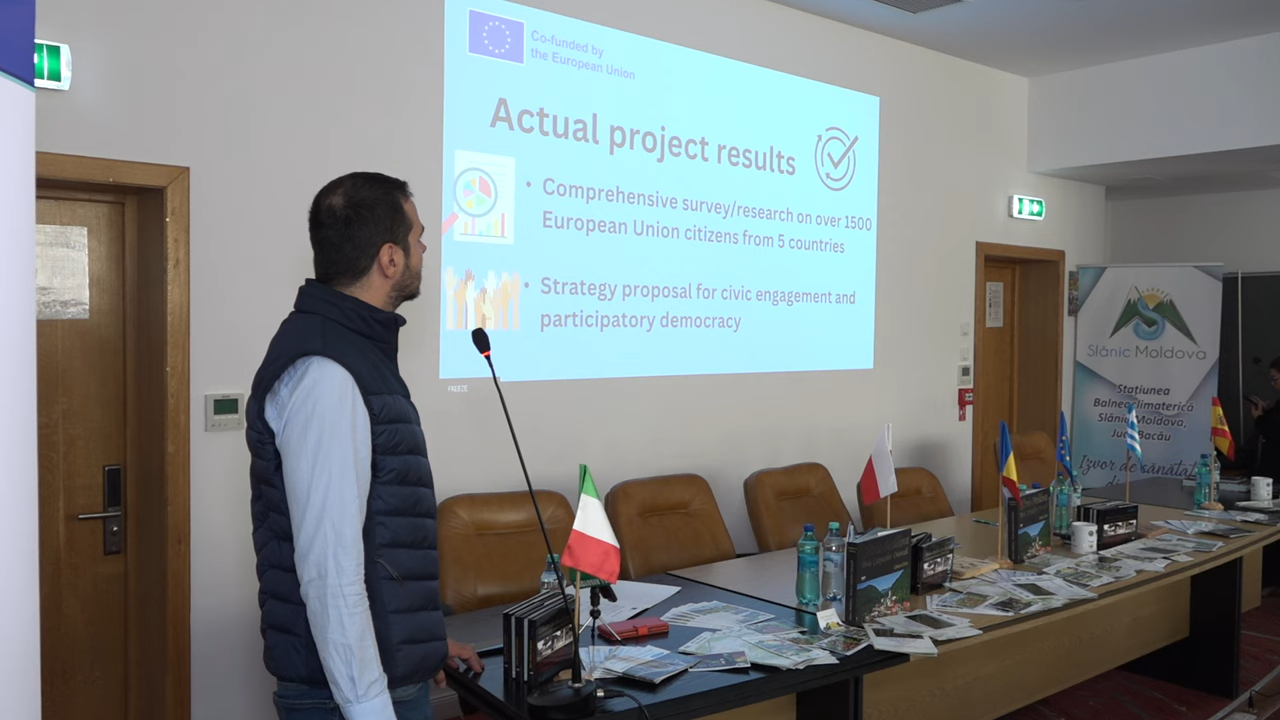 Co-funded by
the European Union
Actual project results
• Comprehensive survey/research on over 1500
European Union citizens from 5 countries
• Strategy proposal for civic engagement and
participatory democracy
FREEZE
Slănic Moldova
Stațiunea
Balneoclimaterică
Slănic Moldova,
Izvor de sănătate